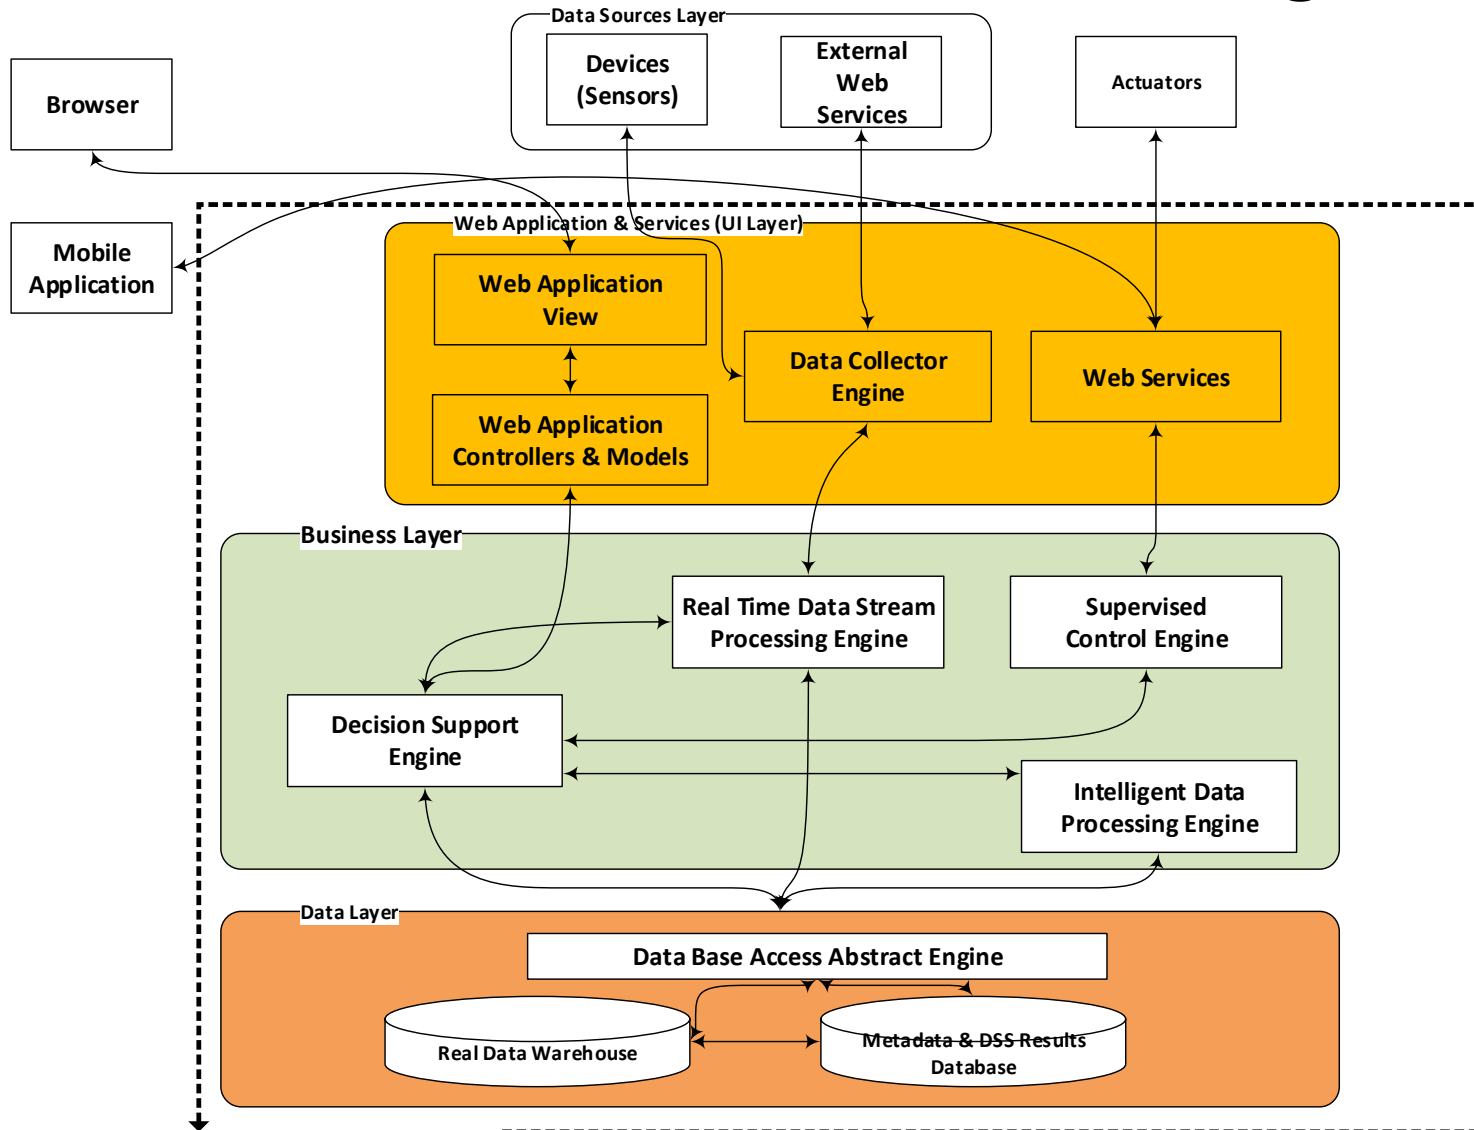 Data Sources Layer
Devices
(Sensors)
External
Web
Services
Actuators
Browser
Mobile
Application
Web Application & Services (UI Layer)
Web Application
View
Data Collector
Engine
Web Services
Web Application
Controllers & Models
Business Layer
Real Time Data Stream
Processing Engine
Supervised
Control Engine
Decision Support
Engine
Intelligent Data
Processing Engine
Data Layer
Data Base Access Abstract Engine
Real Data Warehouse
Metadata & DSS Results
Database